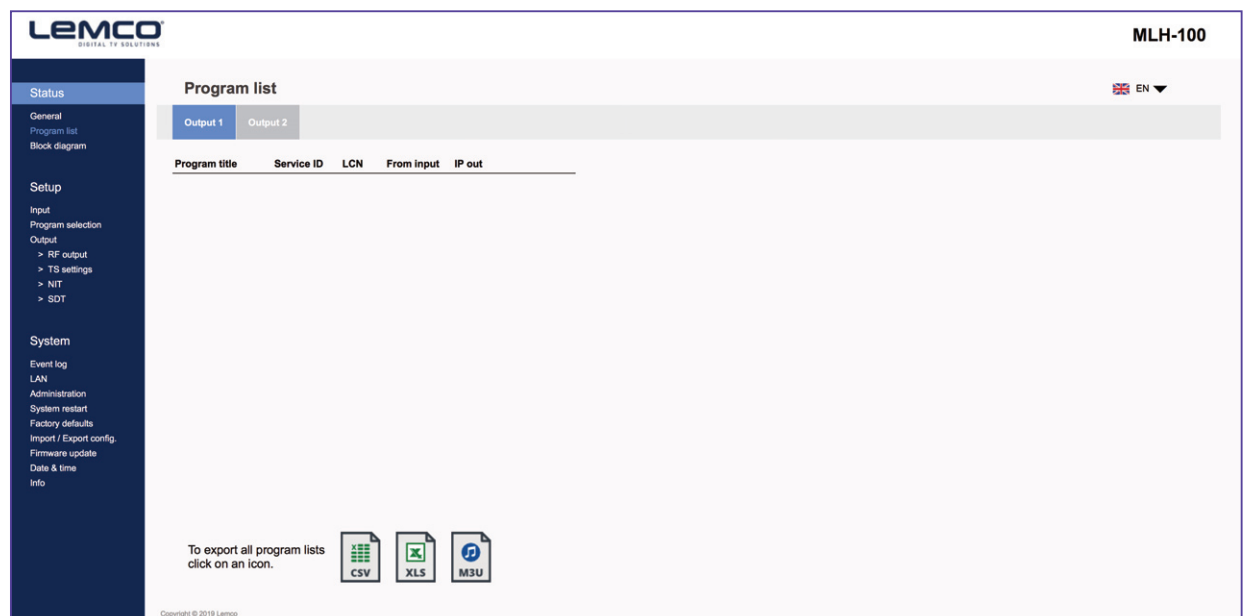 Lemco
DIGITAL TV SOLUTIONS
MLH-100
Status
General
Program list
Block diagram
Setup
Input
Program selection
Output
> RF output
> TS settings
> NIT
> SDT
System
Event log
LAN
Administration
System restart
Factory defaults
Import / Export config.
Firmware update
Date & time
Info
Program list
EN
Output 1 Output 2
Program title Service ID LCN From input IP out
To export all program lists
click on an icon.
CSV XLS M3U
Copyright © 2019 Lemco